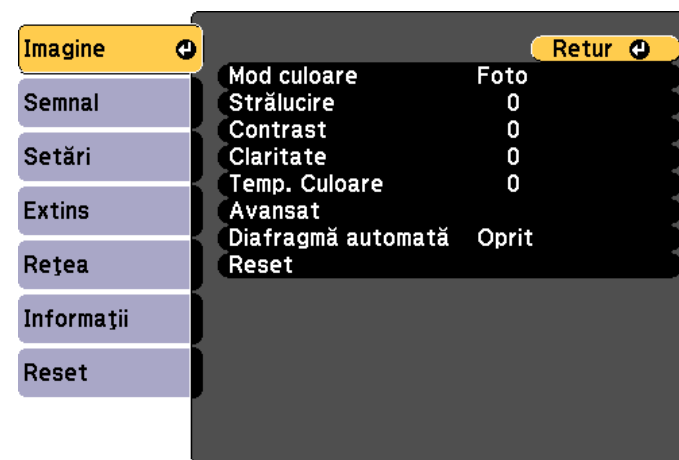 Imagine
Semnal
Setări
Extins
Reţea
Informaţii
Reset
Retur
Mod culoare Foto
Strălucire 0
Contrast 0
Claritate 0
Temp. Culoare 0
Avansat
Diafragmă automată Oprit
Reset